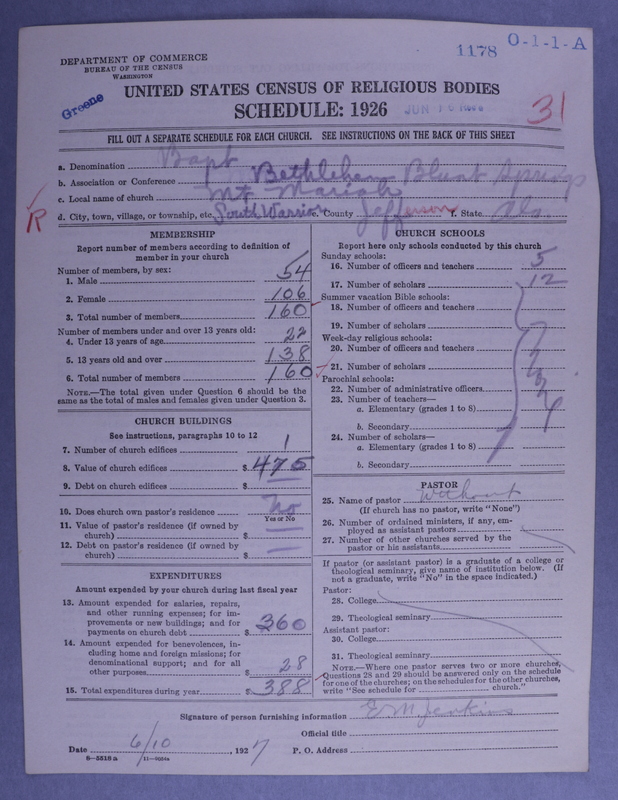 1178 O-1-1-A
DEPARTMENT OF COMMERCE
BUREAU OF THE CENSUS
WASHINGTON
Greene
UNITED STATES CENSUS OF RELIGIOUS BODIES
SCHEDULE: 1926
JUN 16
31
FILL OUT A SEPARATE SCHEDULE FOR EACH CHURCH. SEE INSTRUCTIONS ON THE BACK OF THIS SHEET
a. Denomination Bapt
b. Association or Conference Bethlehem Blunt Springs
c. Local name of church Mt Mariah
R
d. City, town, village, or township, etc. South Warrior e. County Jefferson f. State Ala.
MEMBERSHIP
Report number of members according to definition of
member in your church
Number of members, by sex:
1. Male 54
2. Female 106
3. Total number of members 160
Number of members under and over 13 years old:
4. Under 13 years of age 22
5. 13 years old and over 138
6. Total number of members 160
NOTE.—The total given under Question 6 should be
same as the total of males and females given under Question 3.
CHURCH BUILDINGS
See instructions, paragraphs 10 to 12
7. Number of church edifices 1
8. Value of church edifices $ 475
9. Debt on church edifices $
10. Does church own pastor's residence No
Yes or No
11. Value of pastor's residence (if owned by
church) $
12. Debt on pastor's residence (if owned by
church) $
EXPENDITURES
Amount expended by your church during last fiscal year
13. Amount expended for salaries, repairs,
and other running expenses; for im-
provements or new buildings; and for
payments on church debt $ 360
14. Amount expended for benevolences, in-
cluding home and foreign missions; for
denominational support; and for all
other purposes $ 28
15. Total expenditures during year $ 388
CHURCH SCHOOLS
Report here only schools conducted by this church
Sunday schools:
16. Number of officers and teachers 5
17. Number of scholars 12
Summer vacation Bible schools:
18. Number of officers and teachers
19. Number of scholars
Week-day religious schools:
20. Number of officers and teachers
21. Number of scholars
Parochial schools:
22. Number of administrative officers
23. Number of teachers—
a. Elementary (grades 1 to 8)
b. Secondary
24. Number of scholars—
a. Elementary (grades 1 to 8)
b. Secondary
PASTOR
25. Name of pastor without
(If church has no pastor, write "None")
26. Number of ordained ministers, if any, em-
ployed as assistant pastors
27. Number of other churches served by the
pastor or his assistants
If pastor (or assistant pastor) is a graduate of a college or
theological seminary, give name of institution below. (If
not a graduate, write "No" in the space indicated.)
Pastor:
28. College
29. Theological seminary
Assistant pastor:
30. College
31. Theological seminary
NOTE.—Where one pastor serves two or more churches,
Questions 28 and 29 should be answered only on the schedule
for one of the churches; on the schedules for the other churches,
write "See schedule for church."
Signature of person furnishing information E M Jenkins
Official title
Date 6/10, 1927 P. O. Address
8—5518a 11—9034a